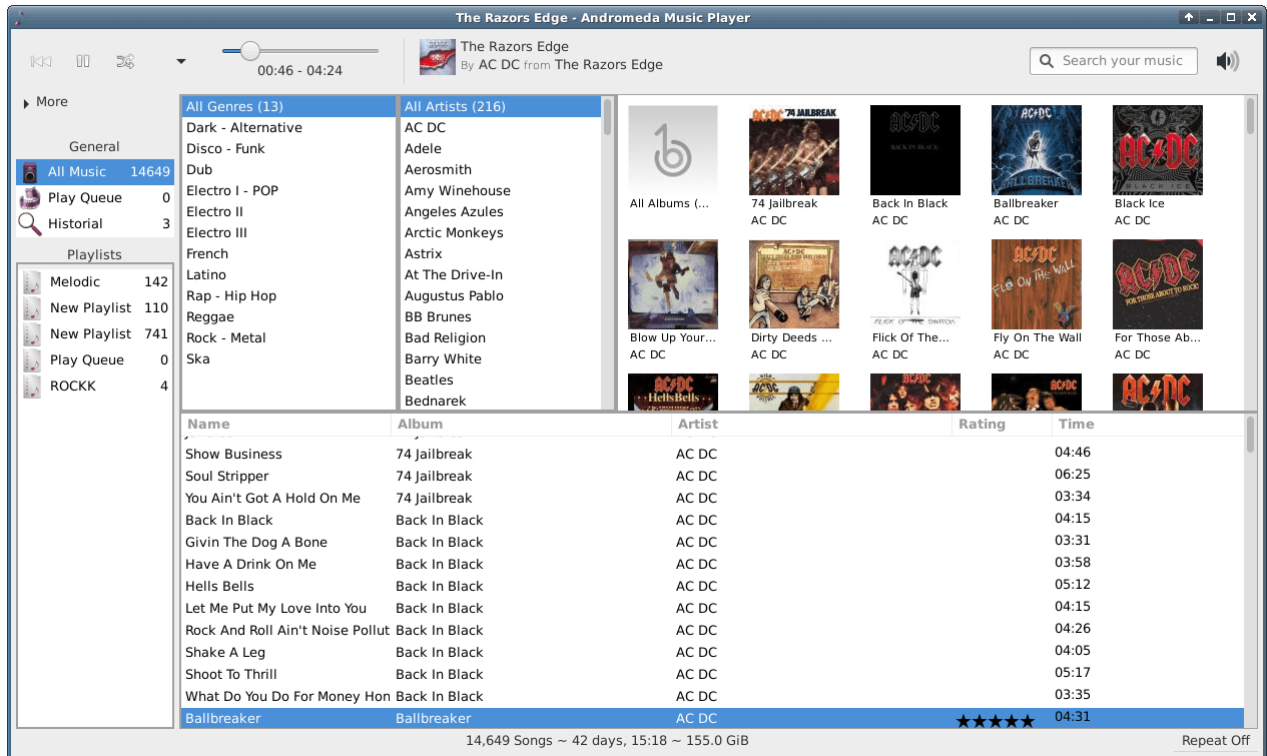 The Razors Edge - Andromeda Music Player
The Razors Edge
By AC DC from The Razors Edge
00:46 - 04:24
Search your music
More
General
All Music 14649
Play Queue 0
Historial 3
Playlists
Melodic 142
New Playlist 110
New Playlist 741
Play Queue 0
ROCKK 4
All Genres (13)
Dark - Alternative
Disco - Funk
Dub
Electro I - POP
Electro II
Electro III
French
Latino
Rap - Hip Hop
Reggae
Rock - Metal
Ska
All Artists (216)
AC DC
Adele
Aerosmith
Amy Winehouse
Angeles Azules
Arctic Monkeys
Astrix
At The Drive-In
Augustus Pablo
BB Brunes
Bad Religion
Barry White
Beatles
Bednarek
All Albums (...
74 Jailbreak
AC DC
Back In Black
AC DC
Ballbreaker
AC DC
Black Ice
AC DC
Blow Up Your...
AC DC
Dirty Deeds ...
AC DC
Flick Of The...
AC DC
Fly On The Wall
AC DC
For Those Ab...
AC DC
Name Album Artist Rating Time
Show Business 74 Jailbreak AC DC 04:46
Soul Stripper 74 Jailbreak AC DC 06:25
You Ain't Got A Hold On Me 74 Jailbreak AC DC 03:34
Back In Black Back In Black AC DC 04:15
Givin The Dog A Bone Back In Black AC DC 03:31
Have A Drink On Me Back In Black AC DC 03:58
Hells Bells Back In Black AC DC 05:12
Let Me Put My Love Into You Back In Black AC DC 04:15
Rock And Roll Ain't Noise Pollut Back In Black AC DC 04:26
Shake A Leg Back In Black AC DC 04:05
Shoot To Thrill Back In Black AC DC 05:17
What Do You Do For Money Hon Back In Black AC DC 03:35
Ballbreaker Ballbreaker AC DC ★★★★★ 04:31
14,649 Songs ~ 42 days, 15:18 ~ 155.0 GiB
Repeat Off